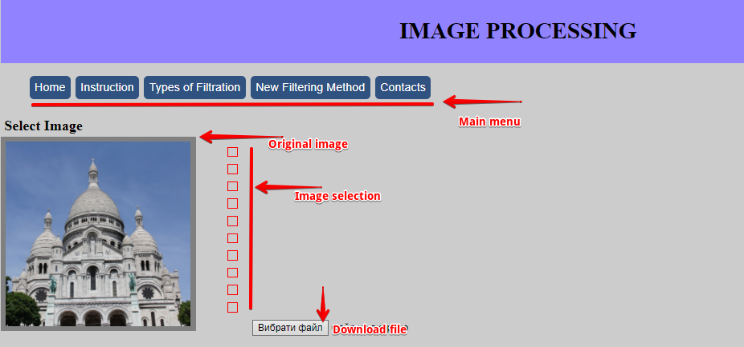 IMAGE PROCESSING
Home Instruction Types of Filtration New Filtering Method Contacts
Main menu
Select Image
Original image
Image selection
Вибрати файл
Download file